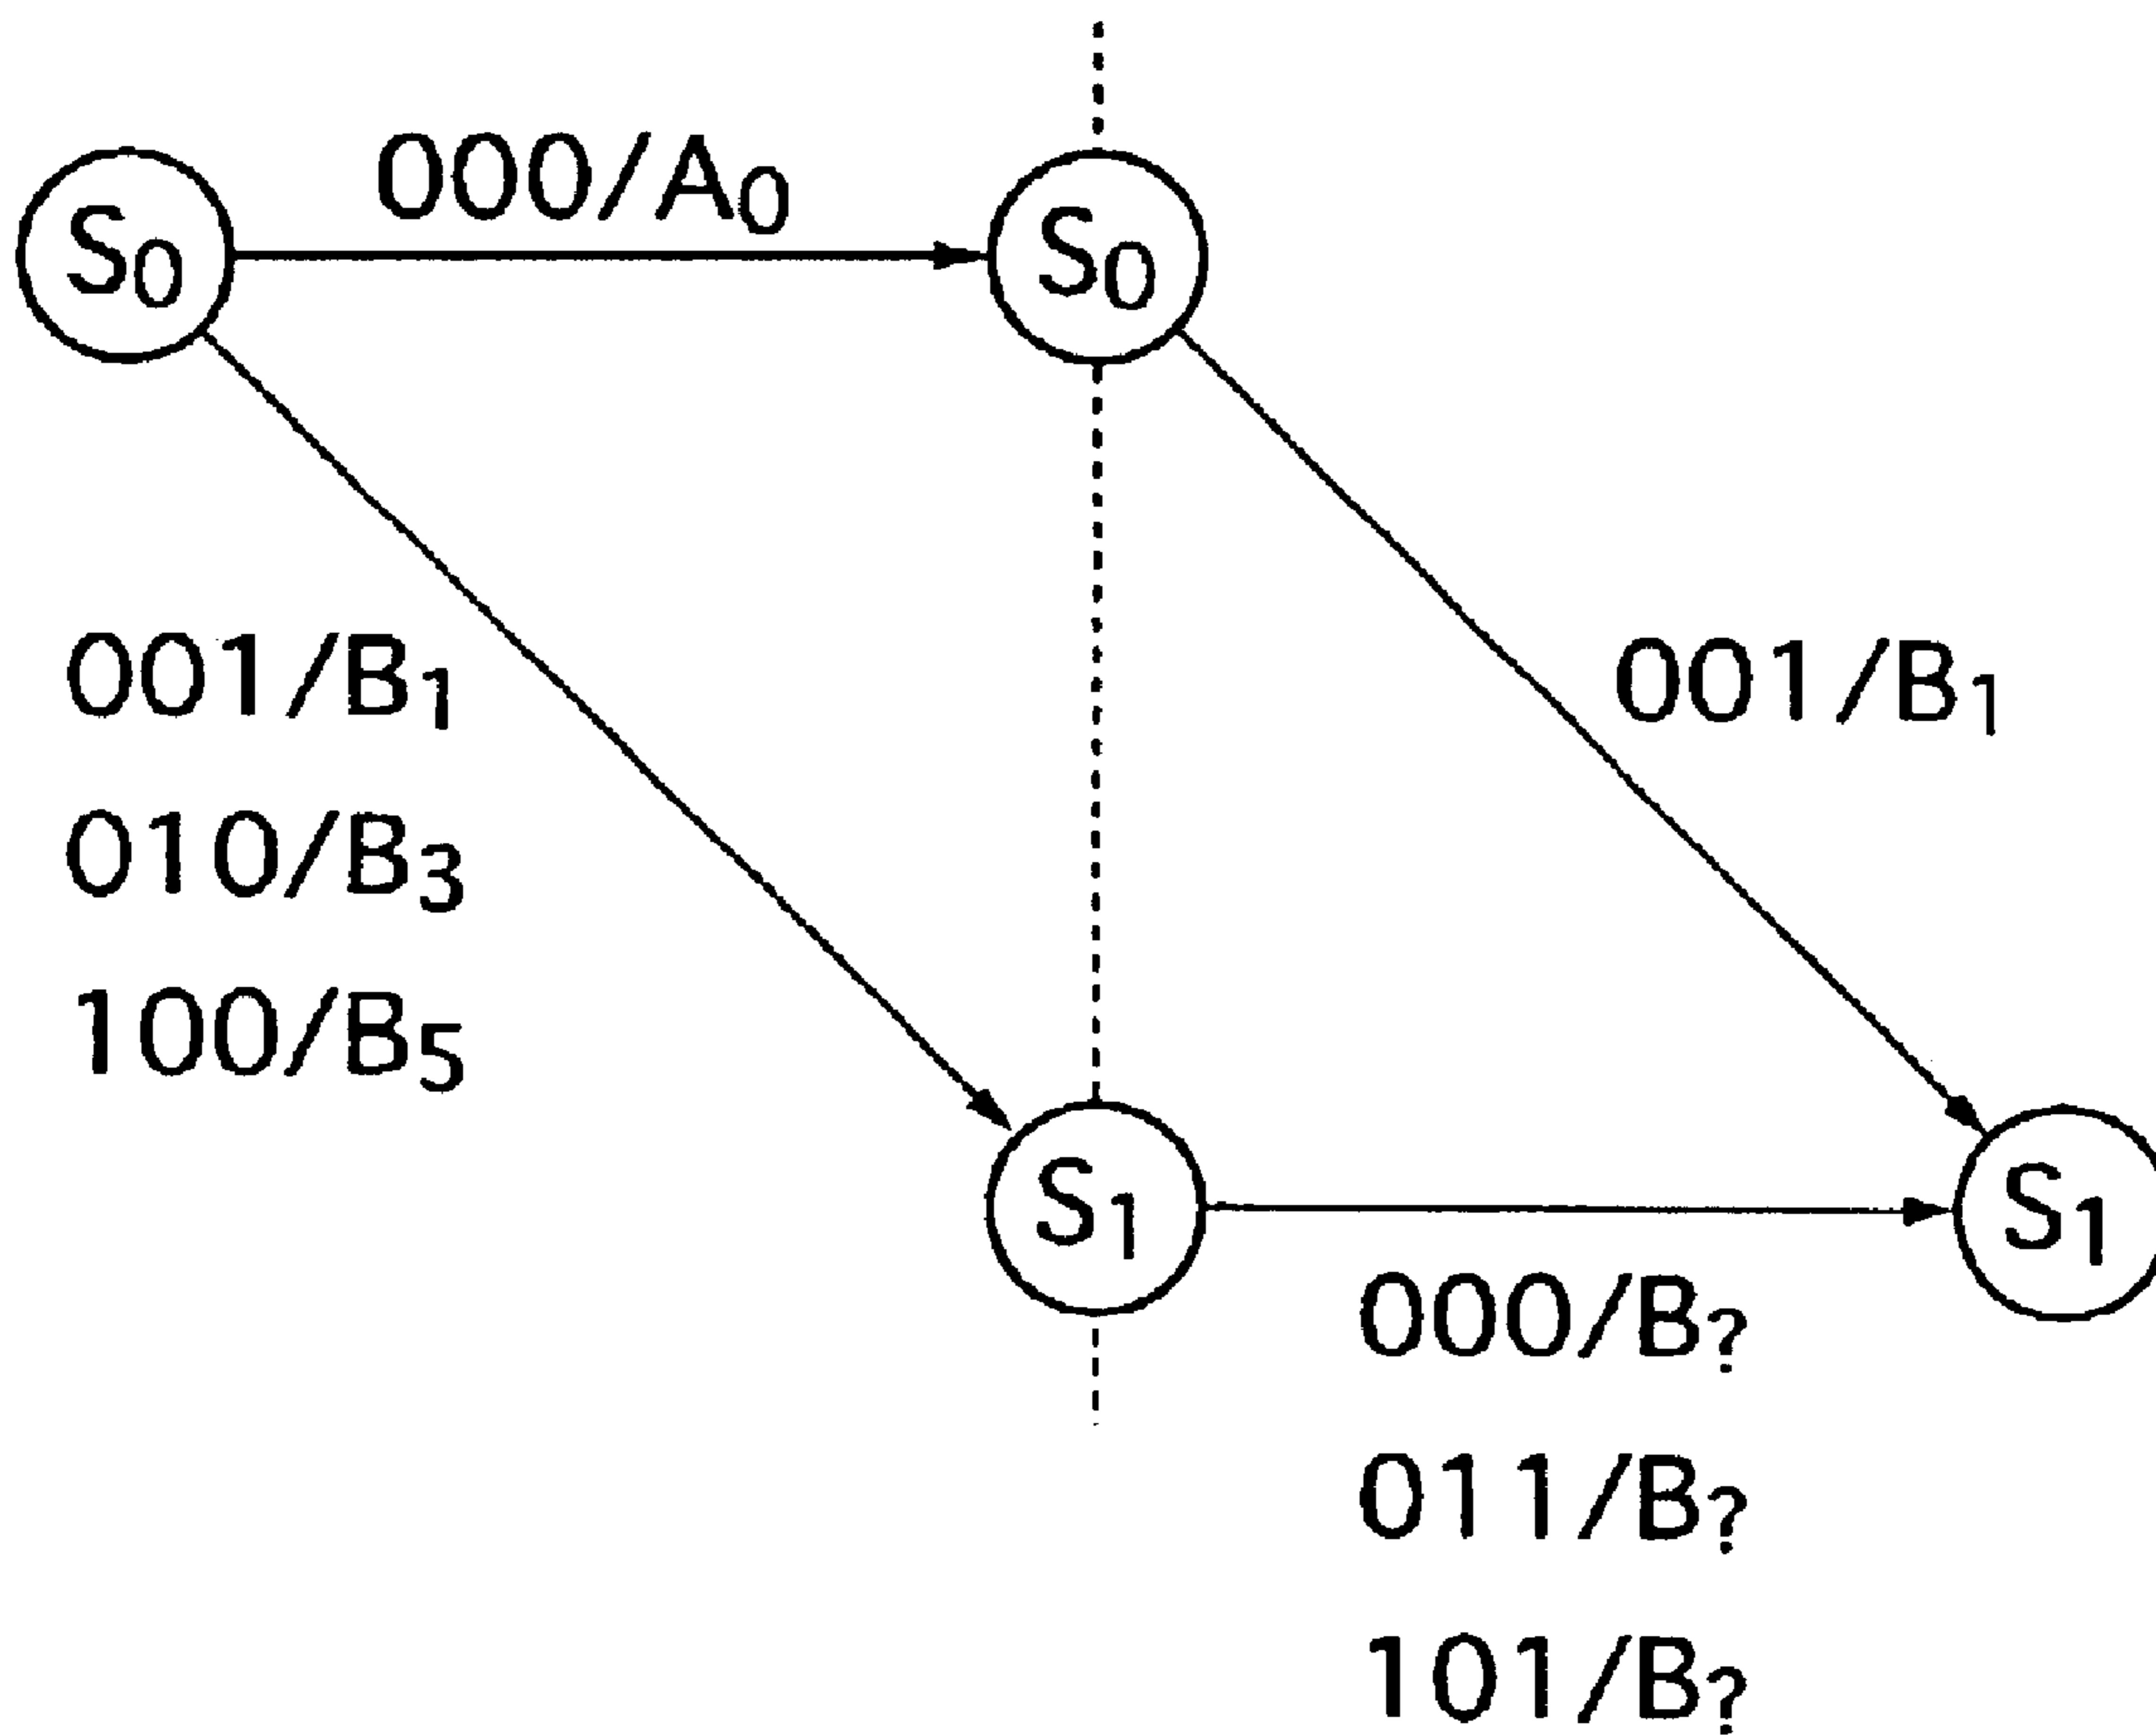 000/A₀
S₀
S₀
001/B₁
001/B₁
010/B₃
100/B₅
S₁
S₁
000/B?
011/B?
101/B?